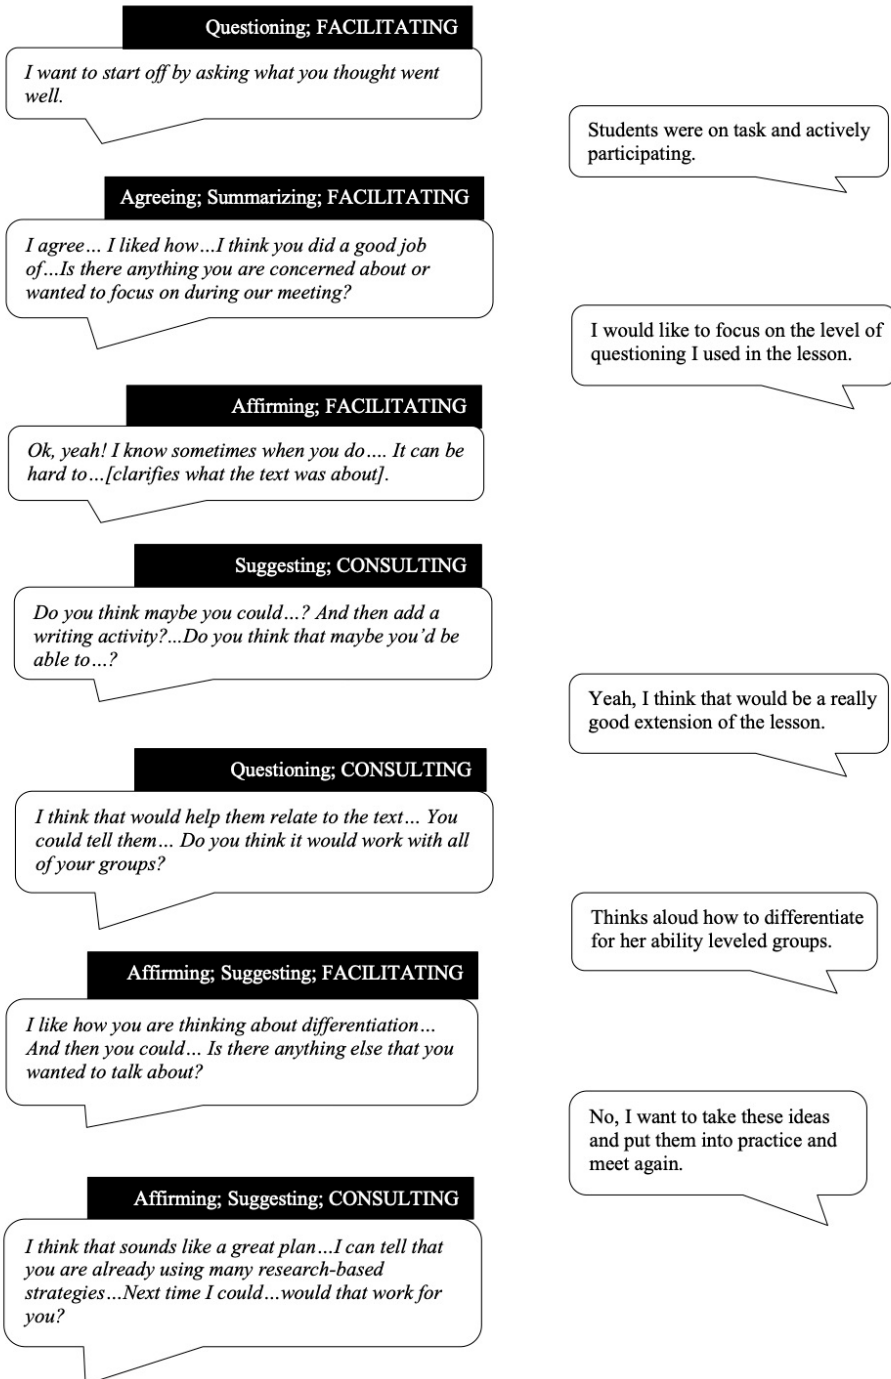 Questioning; FACILITATING
I want to start off by asking what you thought went
well.
Students were on task and actively
participating.
Agreeing; Summarizing; FACILITATING
I agree… I liked how…I think you did a good job
of…Is there anything you are concerned about or
wanted to focus on during our meeting?
I would like to focus on the level of
questioning I used in the lesson.
Affirming; FACILITATING
Ok, yeah! I know sometimes when you do…. It can be
hard to…[clarifies what the text was about].
Suggesting; CONSULTING
Do you think maybe you could…? And then add a
writing activity?...Do you think that maybe you’d be
able to…?
Yeah, I think that would be a really
good extension of the lesson.
Questioning; CONSULTING
I think that would help them relate to the text… You
could tell them… Do you think it would work with all
of your groups?
Thinks aloud how to differentiate
for her ability leveled groups.
Affirming; Suggesting; FACILITATING
I like how you are thinking about differentiation…
And then you could… Is there anything else that you
wanted to talk about?
No, I want to take these ideas
and put them into practice and
meet again.
Affirming; Suggesting; CONSULTING
I think that sounds like a great plan…I can tell that
you are already using many research-based
strategies…Next time I could…would that work for
you?